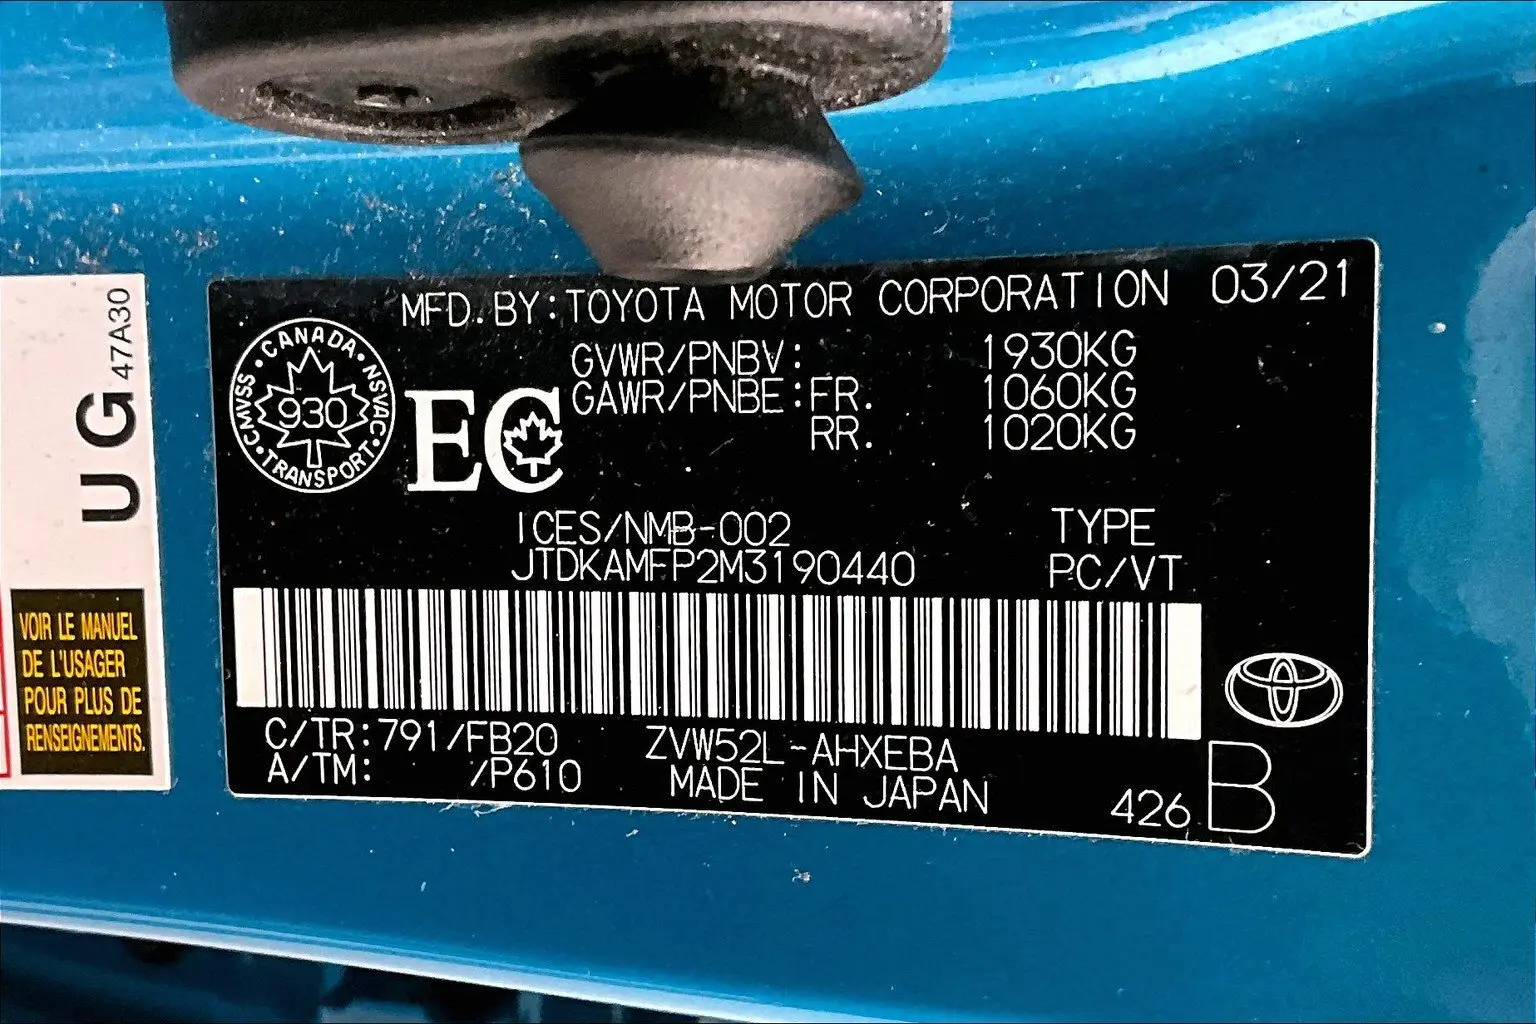 UG 47A30
VOIR LE MANUEL
DE L'USAGER
POUR PLUS DE
RENSEIGNEMENTS.
MFD. BY: TOYOTA MOTOR CORPORATION 03/21
GVWR/PNBV: 1930KG
GAWR/PNBE: FR. 1060KG
RR. 1020KG
CANADA · NSVAC · TRANSPORT · CMVSS ·
930
EC
ICES/NMB-002 TYPE
JTDKAMFP2M3190440 PC/VT
C/TR: 791/FB20 ZVW52L-AHXEBA
A/TM: /P610 MADE IN JAPAN
426 B